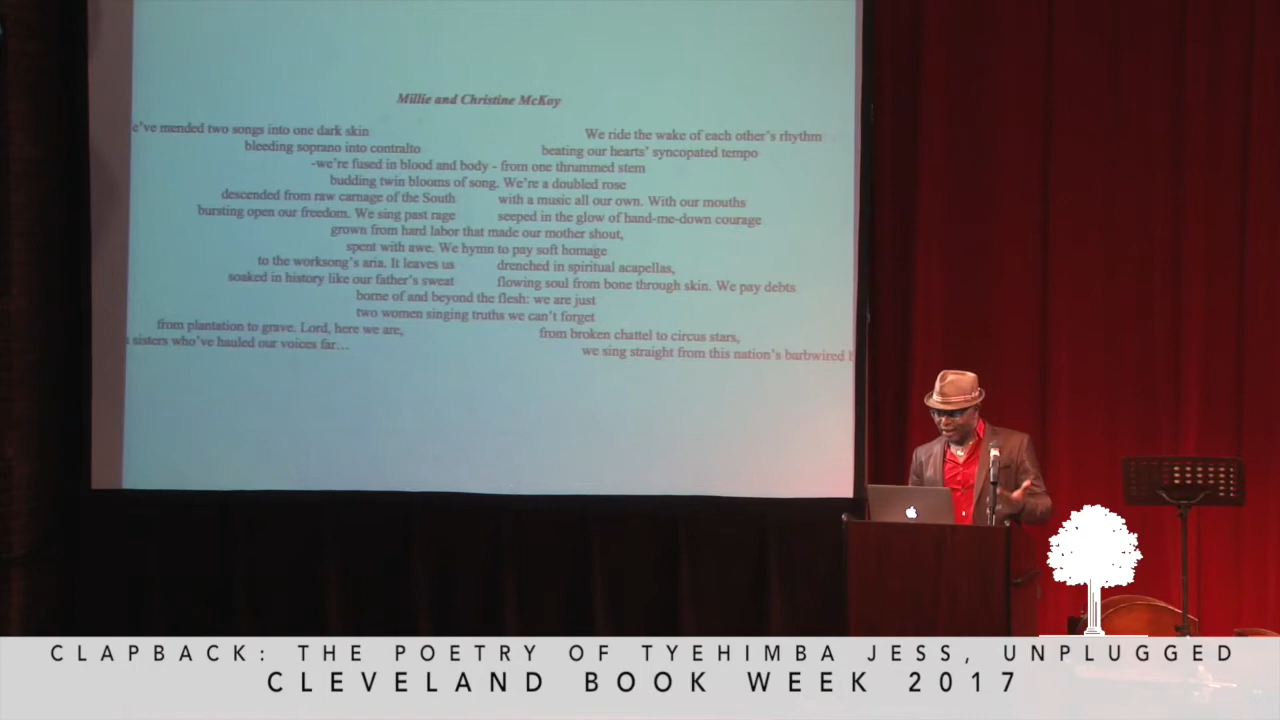 Millie and Christine McKoy
e've mended two songs into one dark skin We ride the wake of each other's rhythm
bleeding soprano into contralto beating our hearts' syncopated tempo
-we're fused in blood and body - from one thrummed stem
budding twin blooms of song. We're a doubled rose
descended from raw carnage of the South with a music all our own. With our mouths
bursting open our freedom. We sing past rage seeped in the glow of hand-me-down courage
grown from hard labor that made our mother shout,
spent with awe. We hymn to pay soft homage
to the worksong's aria. It leaves us drenched in spiritual acapellas,
soaked in history like our father's sweat flowing soul from bone through skin. We pay debts
borne of and beyond the flesh: we are just
two women singing truths we can't forget
from plantation to grave. Lord, here we are, from broken chattel to circus stars,
sisters who've hauled our voices far... we sing straight from this nation's barbwired
CLAPBACK: THE POETRY OF TYEHIMBA JESS, UNPLUGGED
CLEVELAND BOOK WEEK 2017